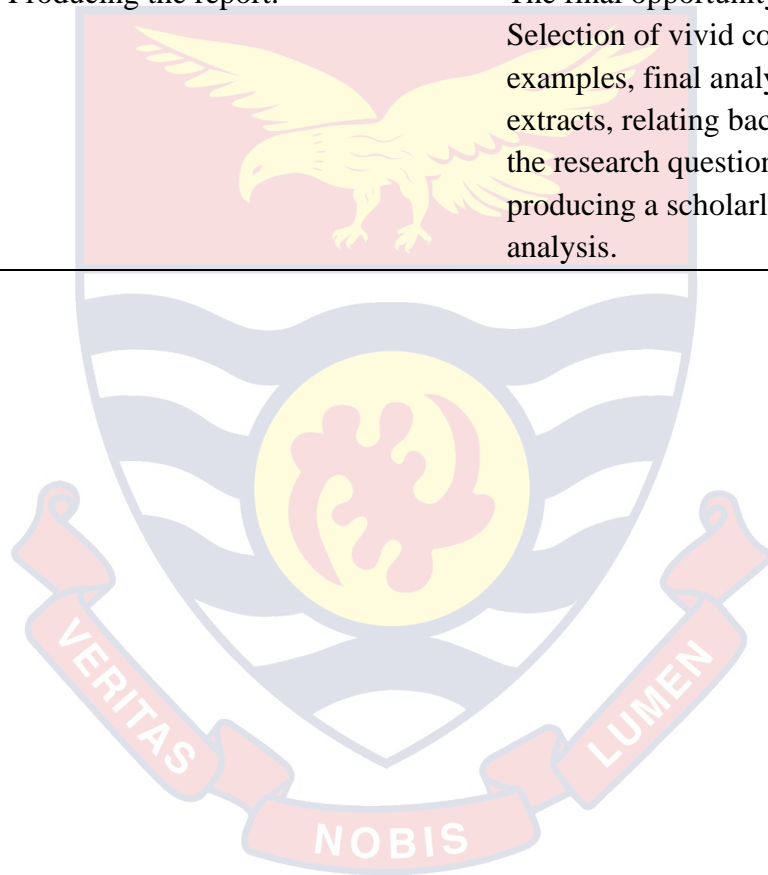 Producing the report. The final opportunity
Selection of vivid co
examples, final analy
extracts, relating bac
the research question
producing a scholarl
analysis.
VERITAS
NOBIS
LUMEN